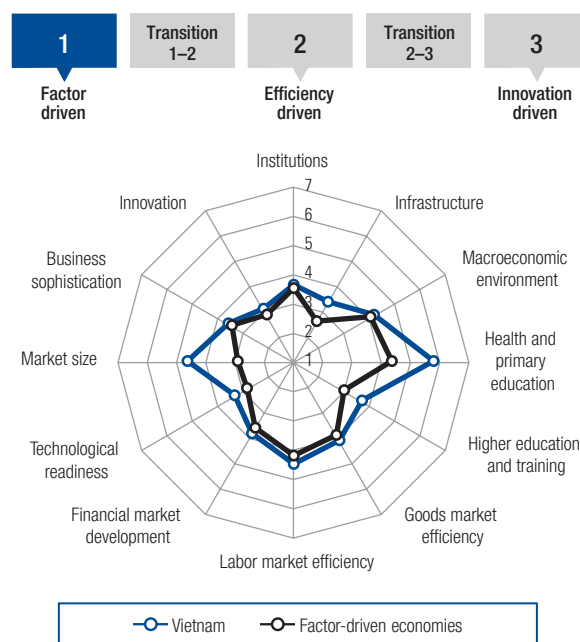 1
Transition
1–2
2
Transition
2–3
3
Factor
driven
Efficiency
driven
Innovation
driven
Institutions
7
6
5
4
3
2
1
Infrastructure
Macroeconomic
environment
Health and
primary
education
Higher education
and training
Goods market
efficiency
Labor market efficiency
Financial market
development
Technological
readiness
Market size
Business
sophistication
Innovation
Vietnam
Factor-driven economies